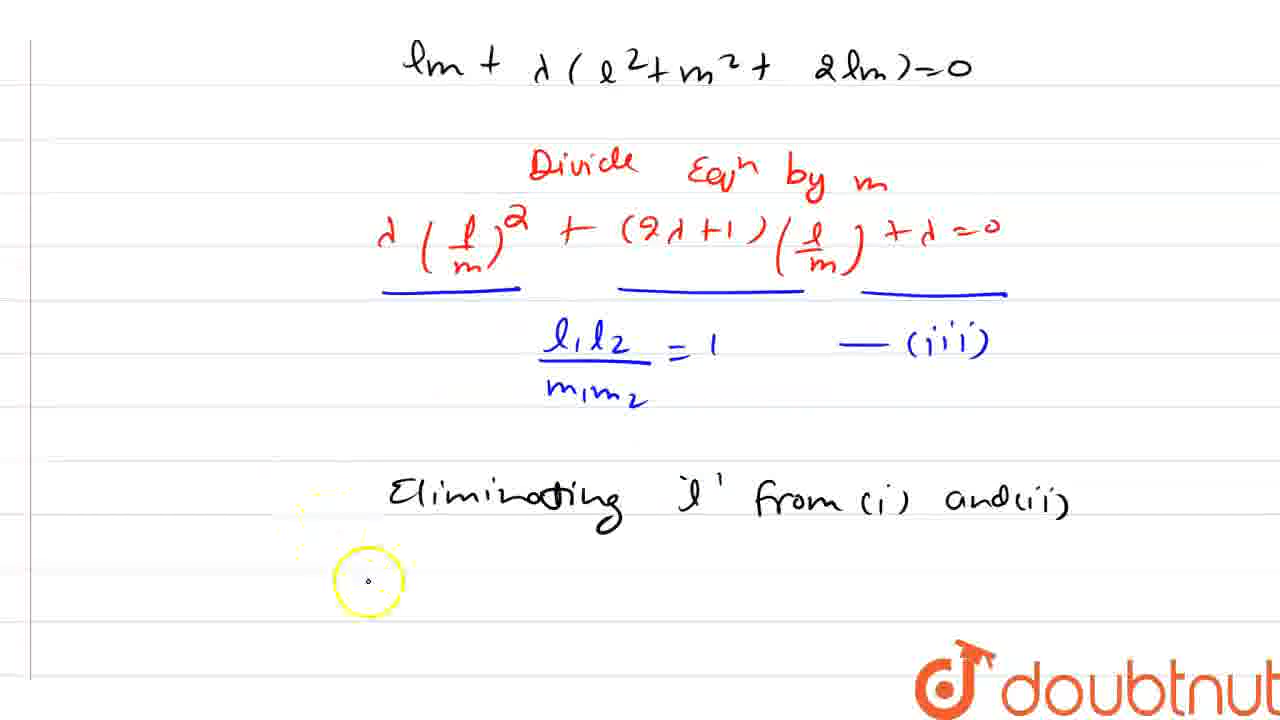 lm + λ(l²+m²+ 2lm)=0
Divide Eqⁿ by m
λ(l/m)² + (2λ+1)(l/m)+λ=0
l₁l₂/m₁m₂ = 1 — (iii)
Eliminating 'l' from (i) and (ii)
doubtnut